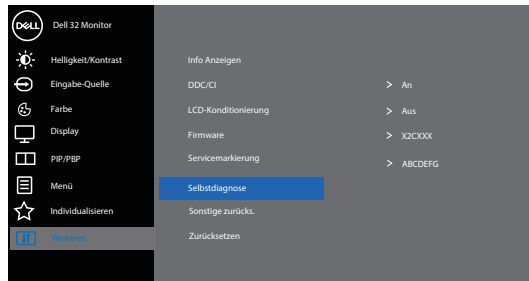 DELL Dell 32 Monitor
Helligkeit/Kontrast Info Anzeigen
Eingabe-Quelle DDC/CI > An
Farbe LCD-Konditionierung > Aus
Display Firmware > X2CXXX
PIP/PBP Servicemarkierung > ABCDEFG
Menü Selbstdiagnose
Individualisieren Sonstige zurücks.
Weiteres Zurücksetzen